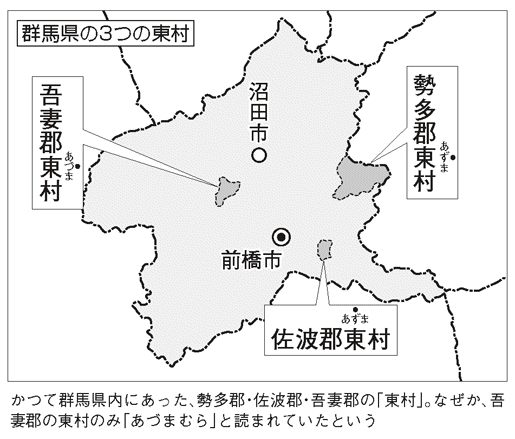 群馬県の3つの東村
吾妻郡東村
あづま
沼田市
勢多郡東村
あずま
前橋市
あずま
佐波郡東村
かつて群馬県内にあった、勢多郡・佐波郡・吾妻郡の「東村」。なぜか、吾
妻郡の東村のみ「あづまむら」と読まれていたという